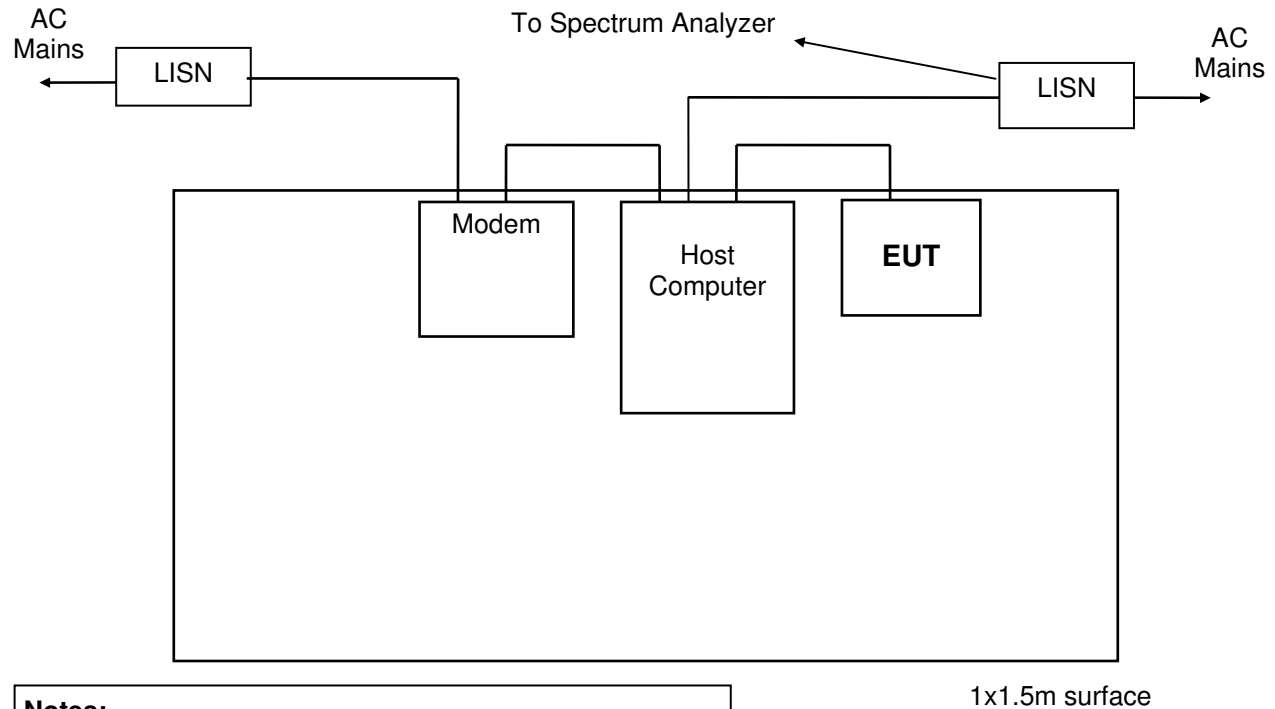 AC
Mains
LISN
To Spectrum Analyzer
LISN
AC
Mains
Modem
Host
Computer
EUT
1x1.5m surface
Notes: